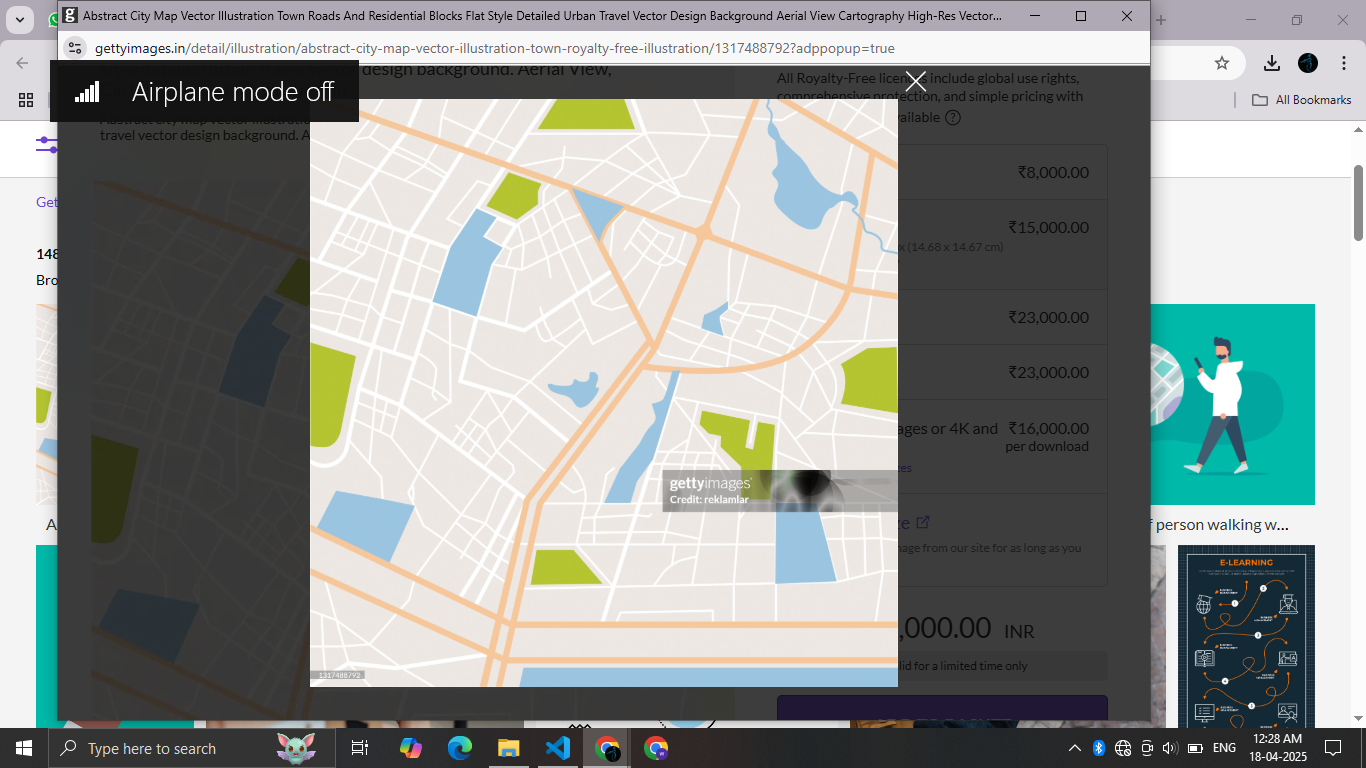 Abstract City Map Vector Illustration Town Roads And Residential Blocks Flat Style Detailed Urban Travel Vector Design Background Aerial View Cartography High-Res Vector...
gettyimages.in/detail/illustration/abstract-city-map-vector-illustration-town-royalty-free-illustration/1317488792?adppopup=true
All Bookmarks
Airplane mode off
design background. Aerial View,
travel vector design background. A
All Royalty-Free licences include global use rights,
comprehensive protection, and simple pricing with
available
₹8,000.00
₹15,000.00
(14.68 x 14.67 cm)
₹23,000.00
₹23,000.00
ages or 4K and
₹16,000.00
per download
zes
ze
mage from our site for as long as you
,000.00 INR
lid for a limited time only
gettyimages
Credit: reklamlar
1317488792
Get
148
Bro
A
f person walking w...
E-LEARNING
Type here to search
ENG
12:28 AM
18-04-2025